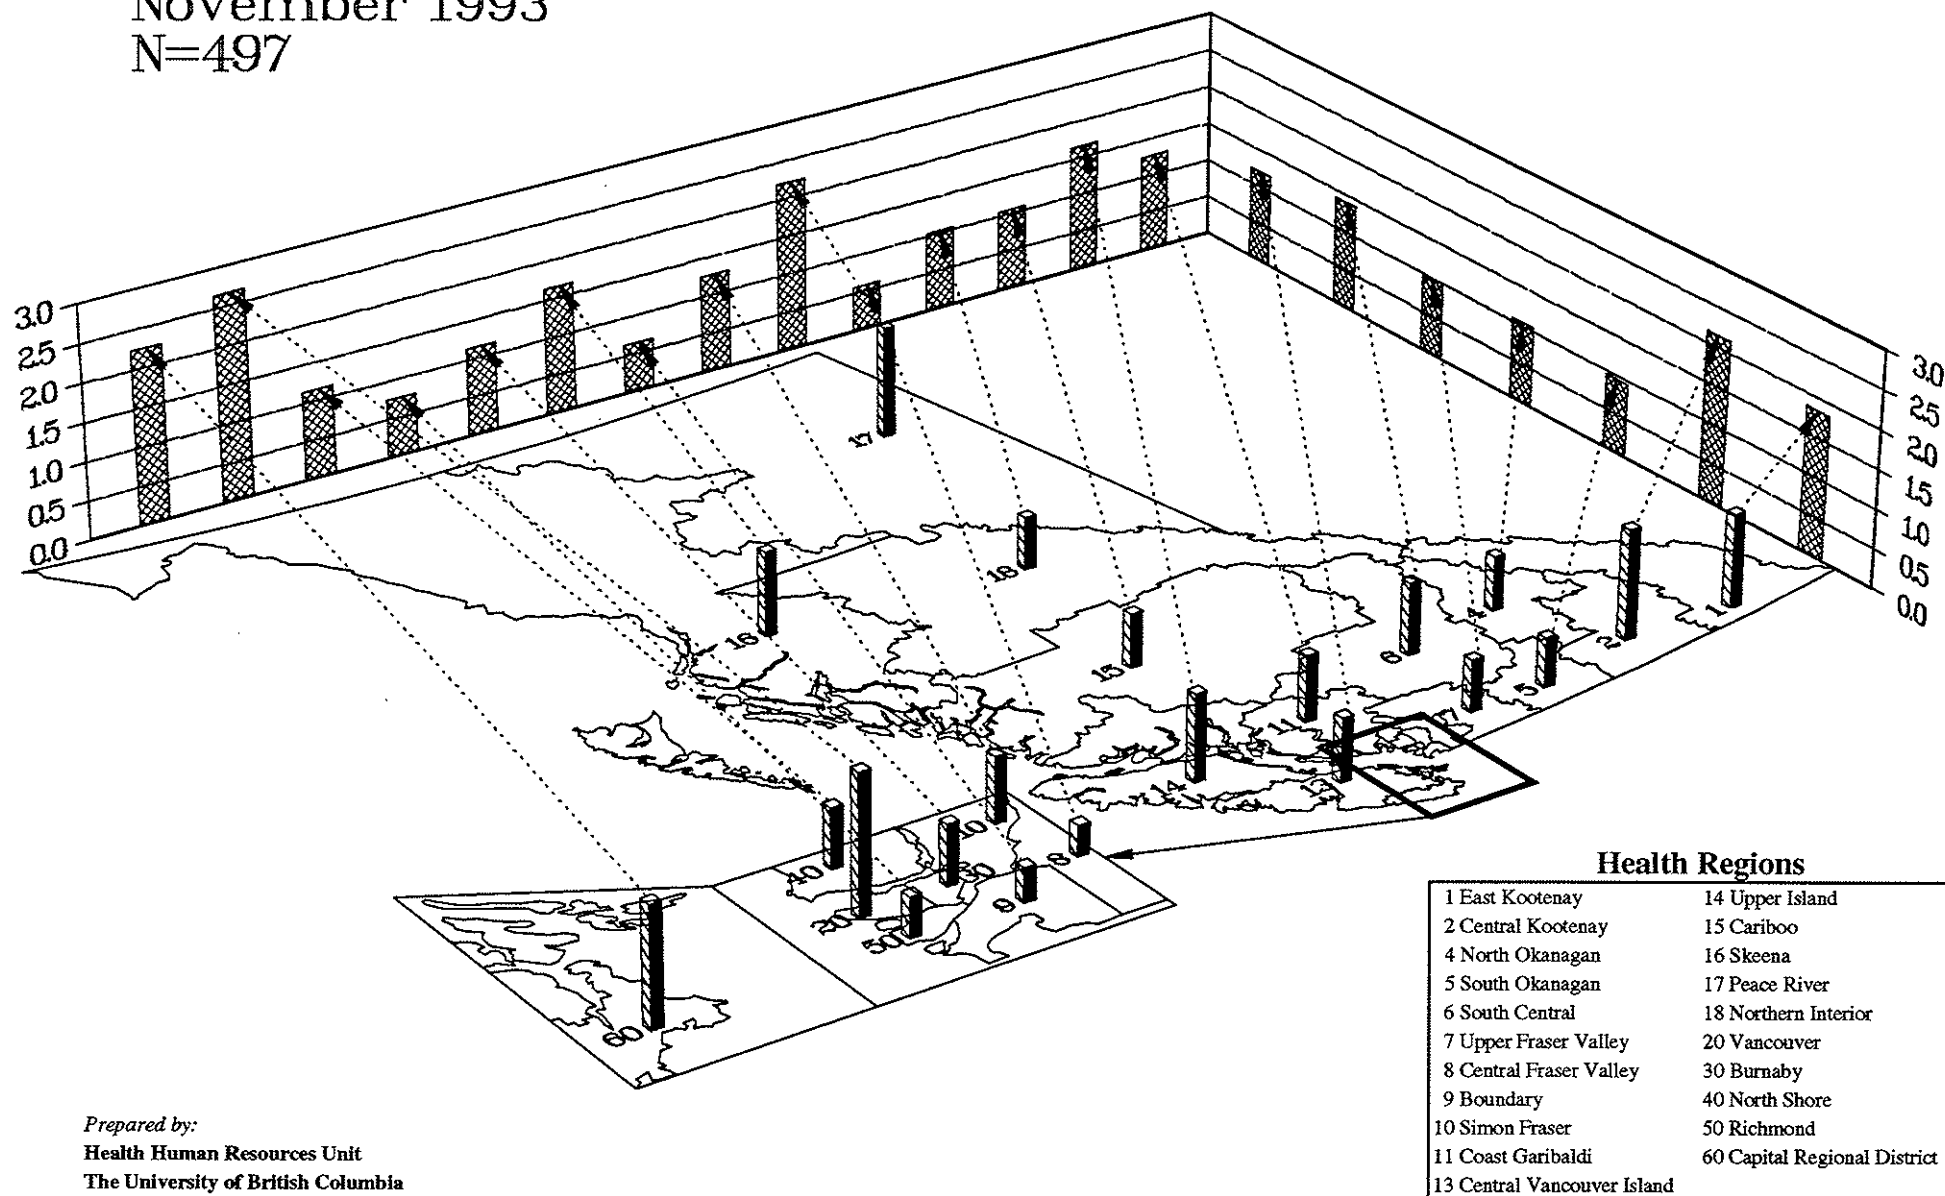 November 1993
N=497
3.0
2.5
2.0
1.5
1.0
0.5
0.0
3.0
2.5
2.0
1.5
1.0
0.5
0.0
17
18
16
15
14
11
13
6
4
7
5
2
1
40
20
50
30
10
9
8
60
Health Regions
1 East Kootenay
2 Central Kootenay
4 North Okanagan
5 South Okanagan
6 South Central
7 Upper Fraser Valley
8 Central Fraser Valley
9 Boundary
10 Simon Fraser
11 Coast Garibaldi
13 Central Vancouver Island
14 Upper Island
15 Cariboo
16 Skeena
17 Peace River
18 Northern Interior
20 Vancouver
30 Burnaby
40 North Shore
50 Richmond
60 Capital Regional District
Prepared by:
Health Human Resources Unit
The University of British Columbia